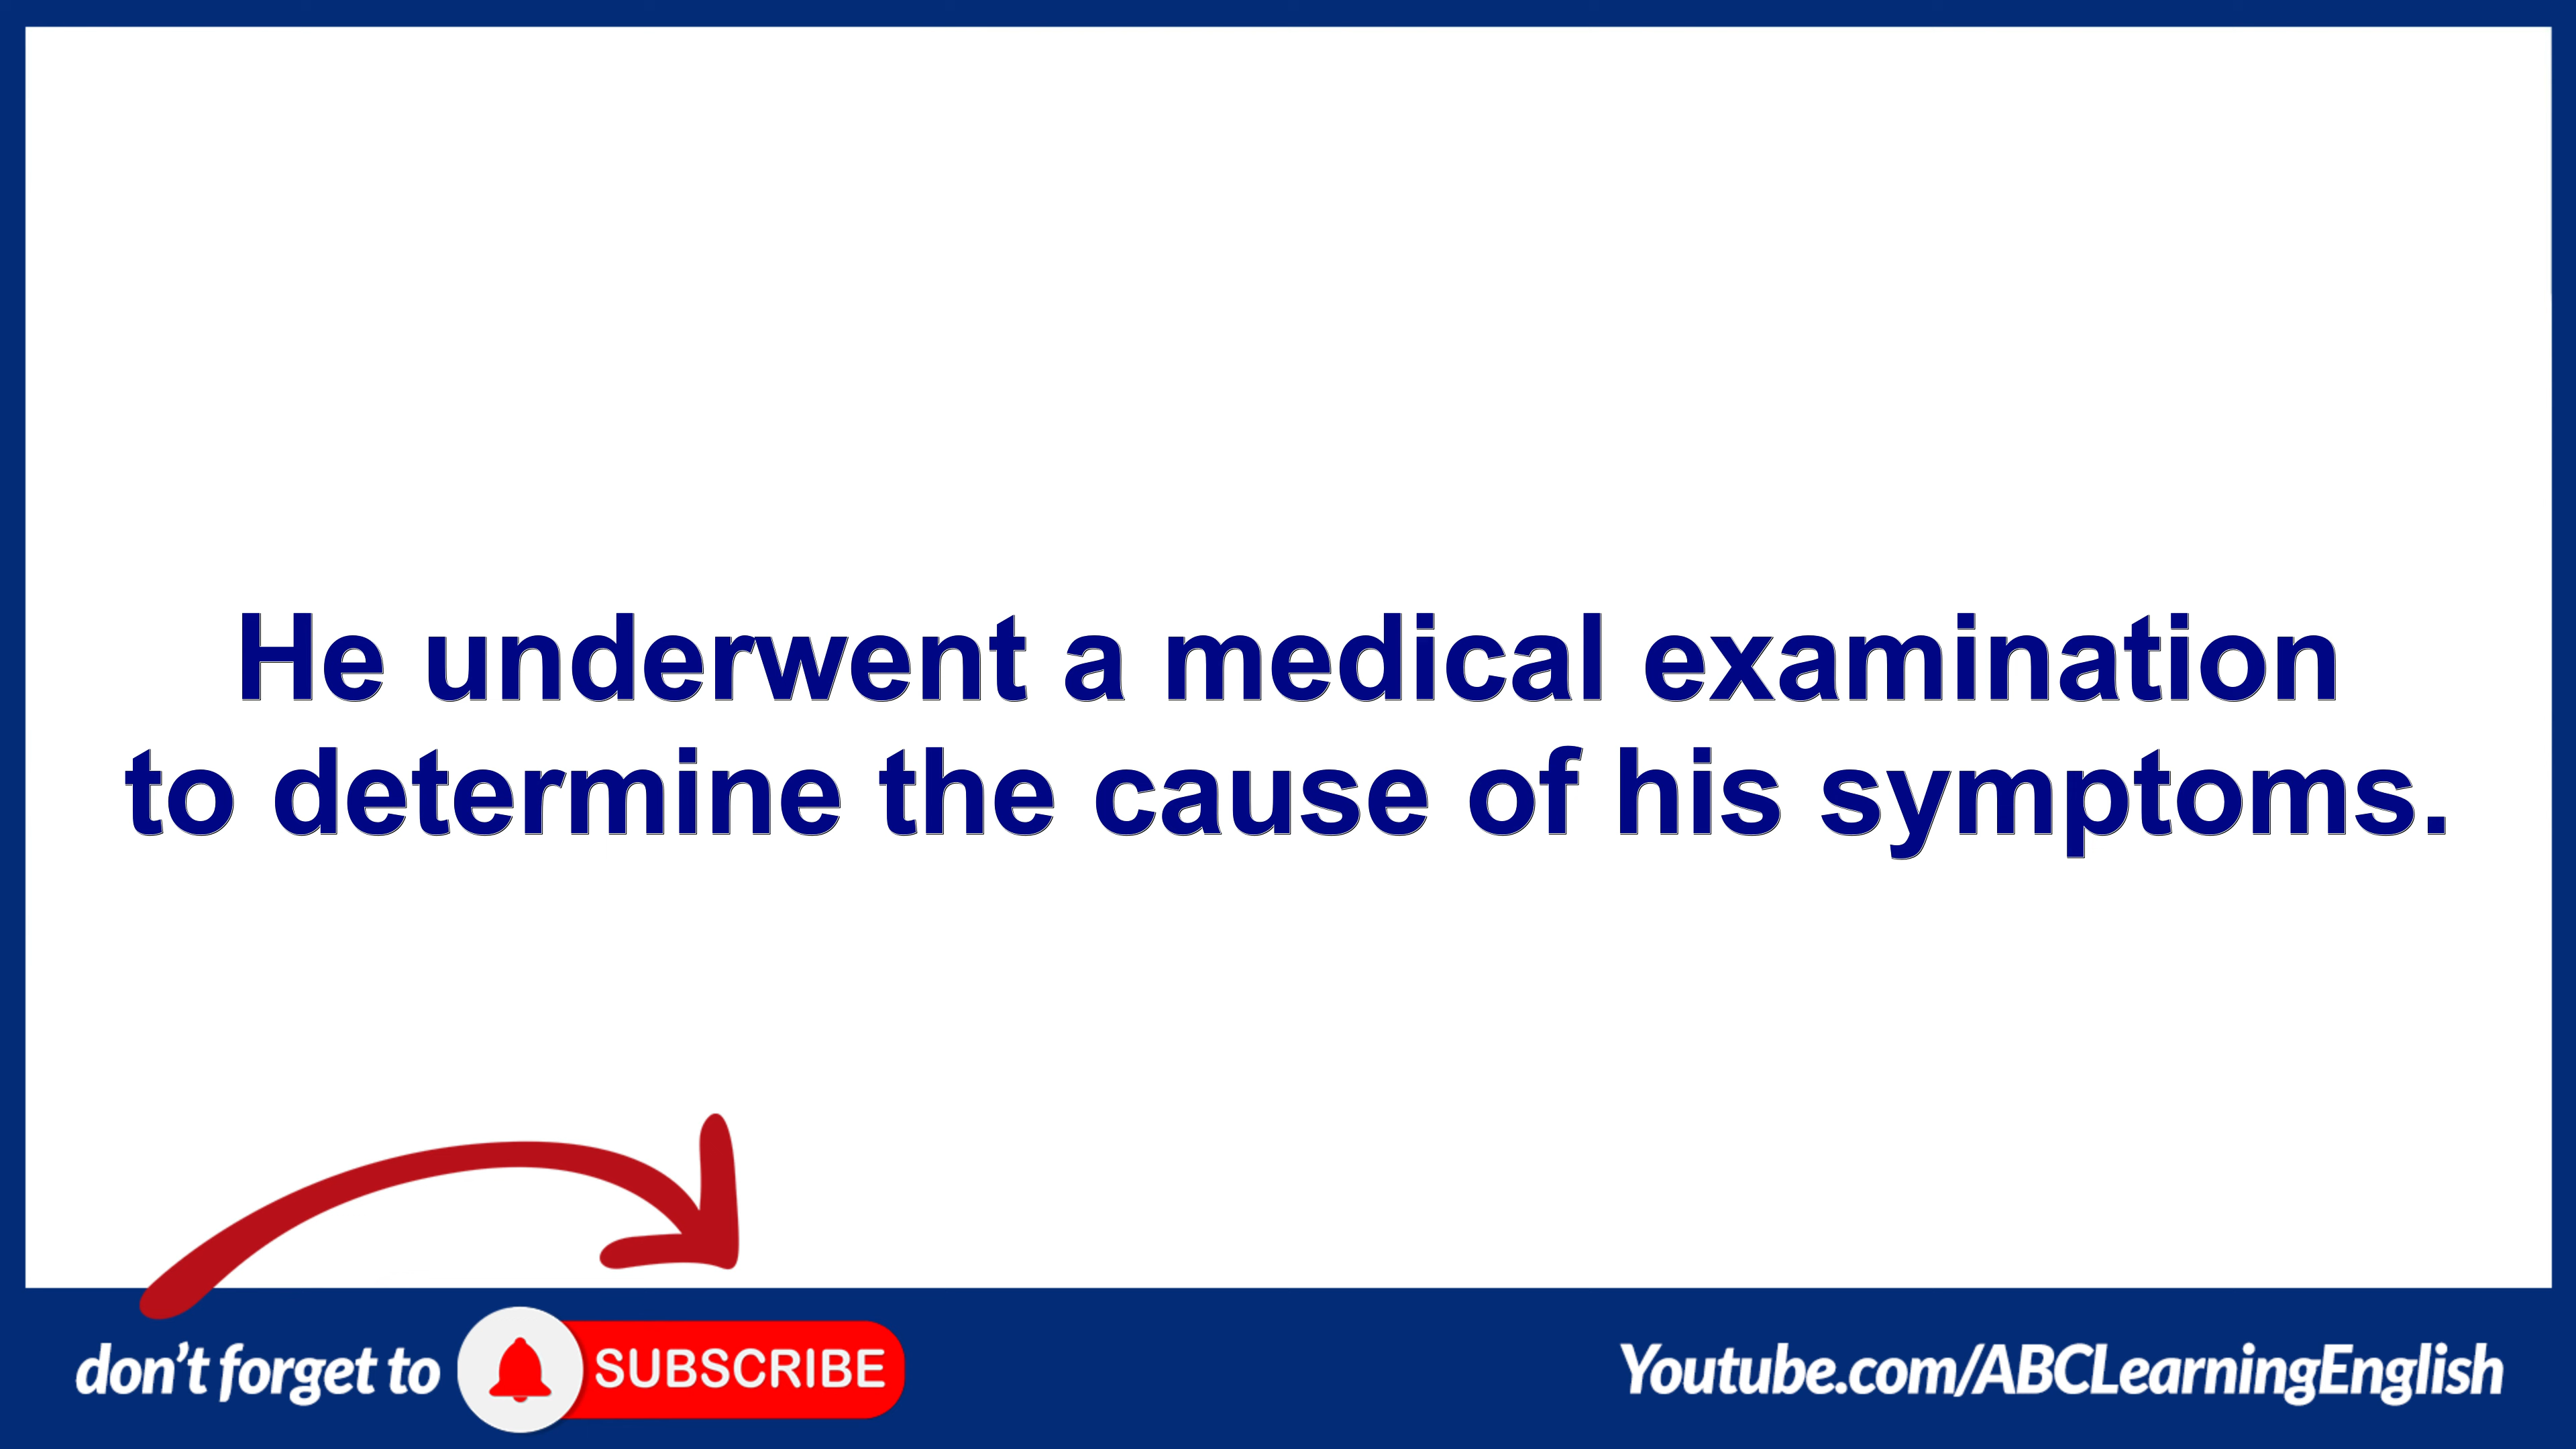 He underwent a medical examination
to determine the cause of his symptoms.
don't forget to SUBSCRIBE
Youtube.com/ABCLearningEnglish